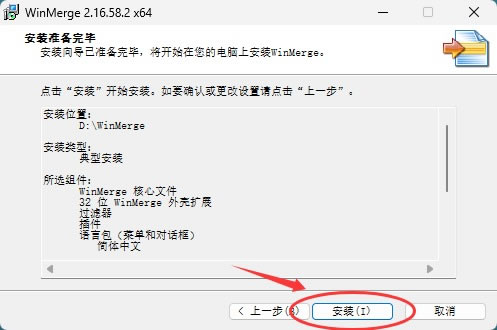 WinMerge 2.16.58.2 x64
安装准备完毕
安装向导已准备完毕，将开始在您的电脑上安装WinMerge。
点击“安装”开始安装。如要确认或更改设置请点击“上一步”。
安装位置：
D:\WinMerge
安装类型：
典型安装
所选组件：
WinMerge 核心文件
32 位 WinMerge 外壳扩展
过滤器
插件
语言包（菜单和对话框）
简体中文
< 上一步(B) 安装(I) 取消